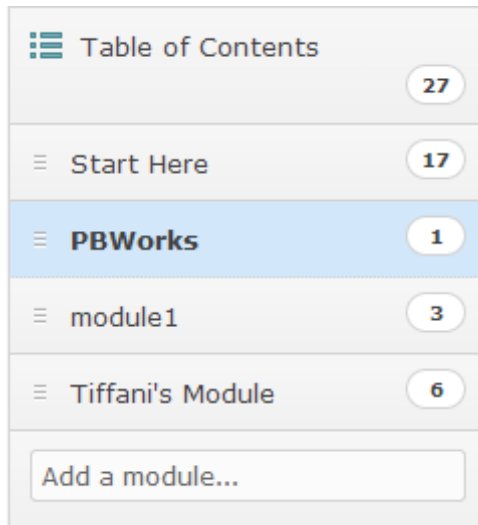 Table of Contents
27
Start Here 17
PBWorks 1
module1 3
Tiffani's Module 6
Add a module...